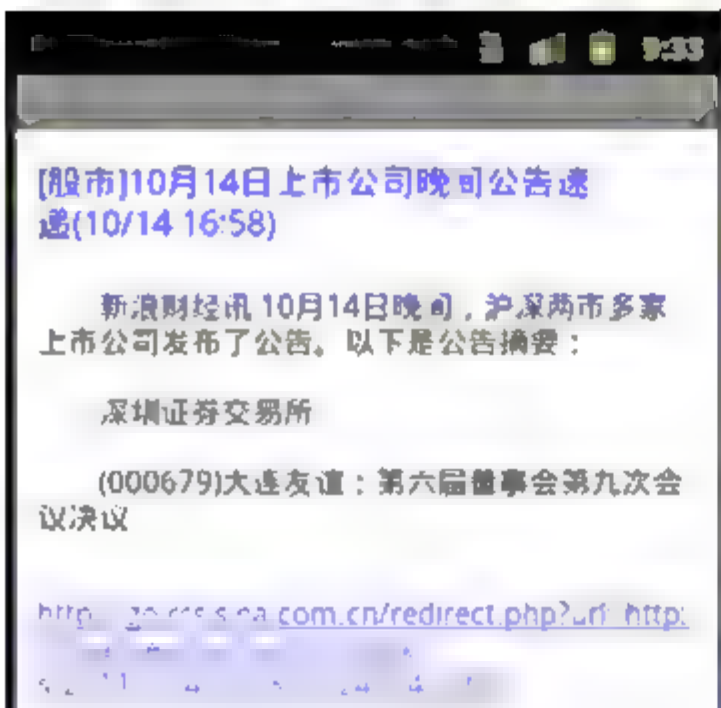 9:33
[股市]10月14日上市公司晚间公告速
递(10/14 16:58)
新浪财经讯 10月14日晚间，沪深两市多家
上市公司发布了公告。以下是公告摘要：
深圳证券交易所
(000679)大连友谊：第六届董事会第九次会
议决议
com.cn/redirect.php?url http: